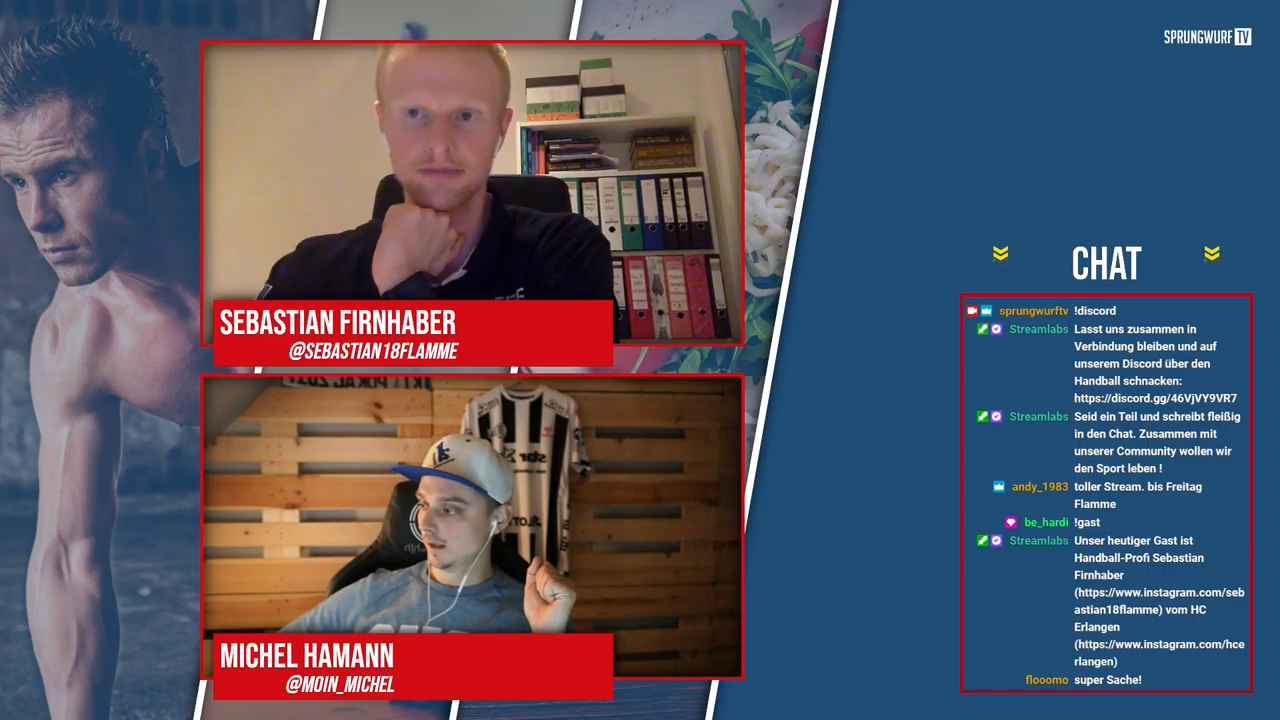 SPRUNGWURF TV
SEBASTIAN FIRNHABER
@SEBASTIAN18FLAMME
MICHEL HAMANN
@MOIN_MICHEL
CHAT
sprungwurftv !discord
Streamlabs Lasst uns zusammen in
Verbindung bleiben und auf
unserem Discord über den
Handball schnacken:
https://discord.gg/46VjVY9VR7
Streamlabs Seid ein Teil und schreibt fleißig
in den Chat. Zusammen mit
unserer Community wollen wir
den Sport leben !
andy_1983 toller Stream. bis Freitag
Flamme
be_hardi !gast
Streamlabs Unser heutiger Gast ist
Handball-Profi Sebastian
Firnhaber
(https://www.instagram.com/seb
astian18flamme) vom HC
Erlangen
(https://www.instagram.com/hce
rlangen)
flooomo super Sache!